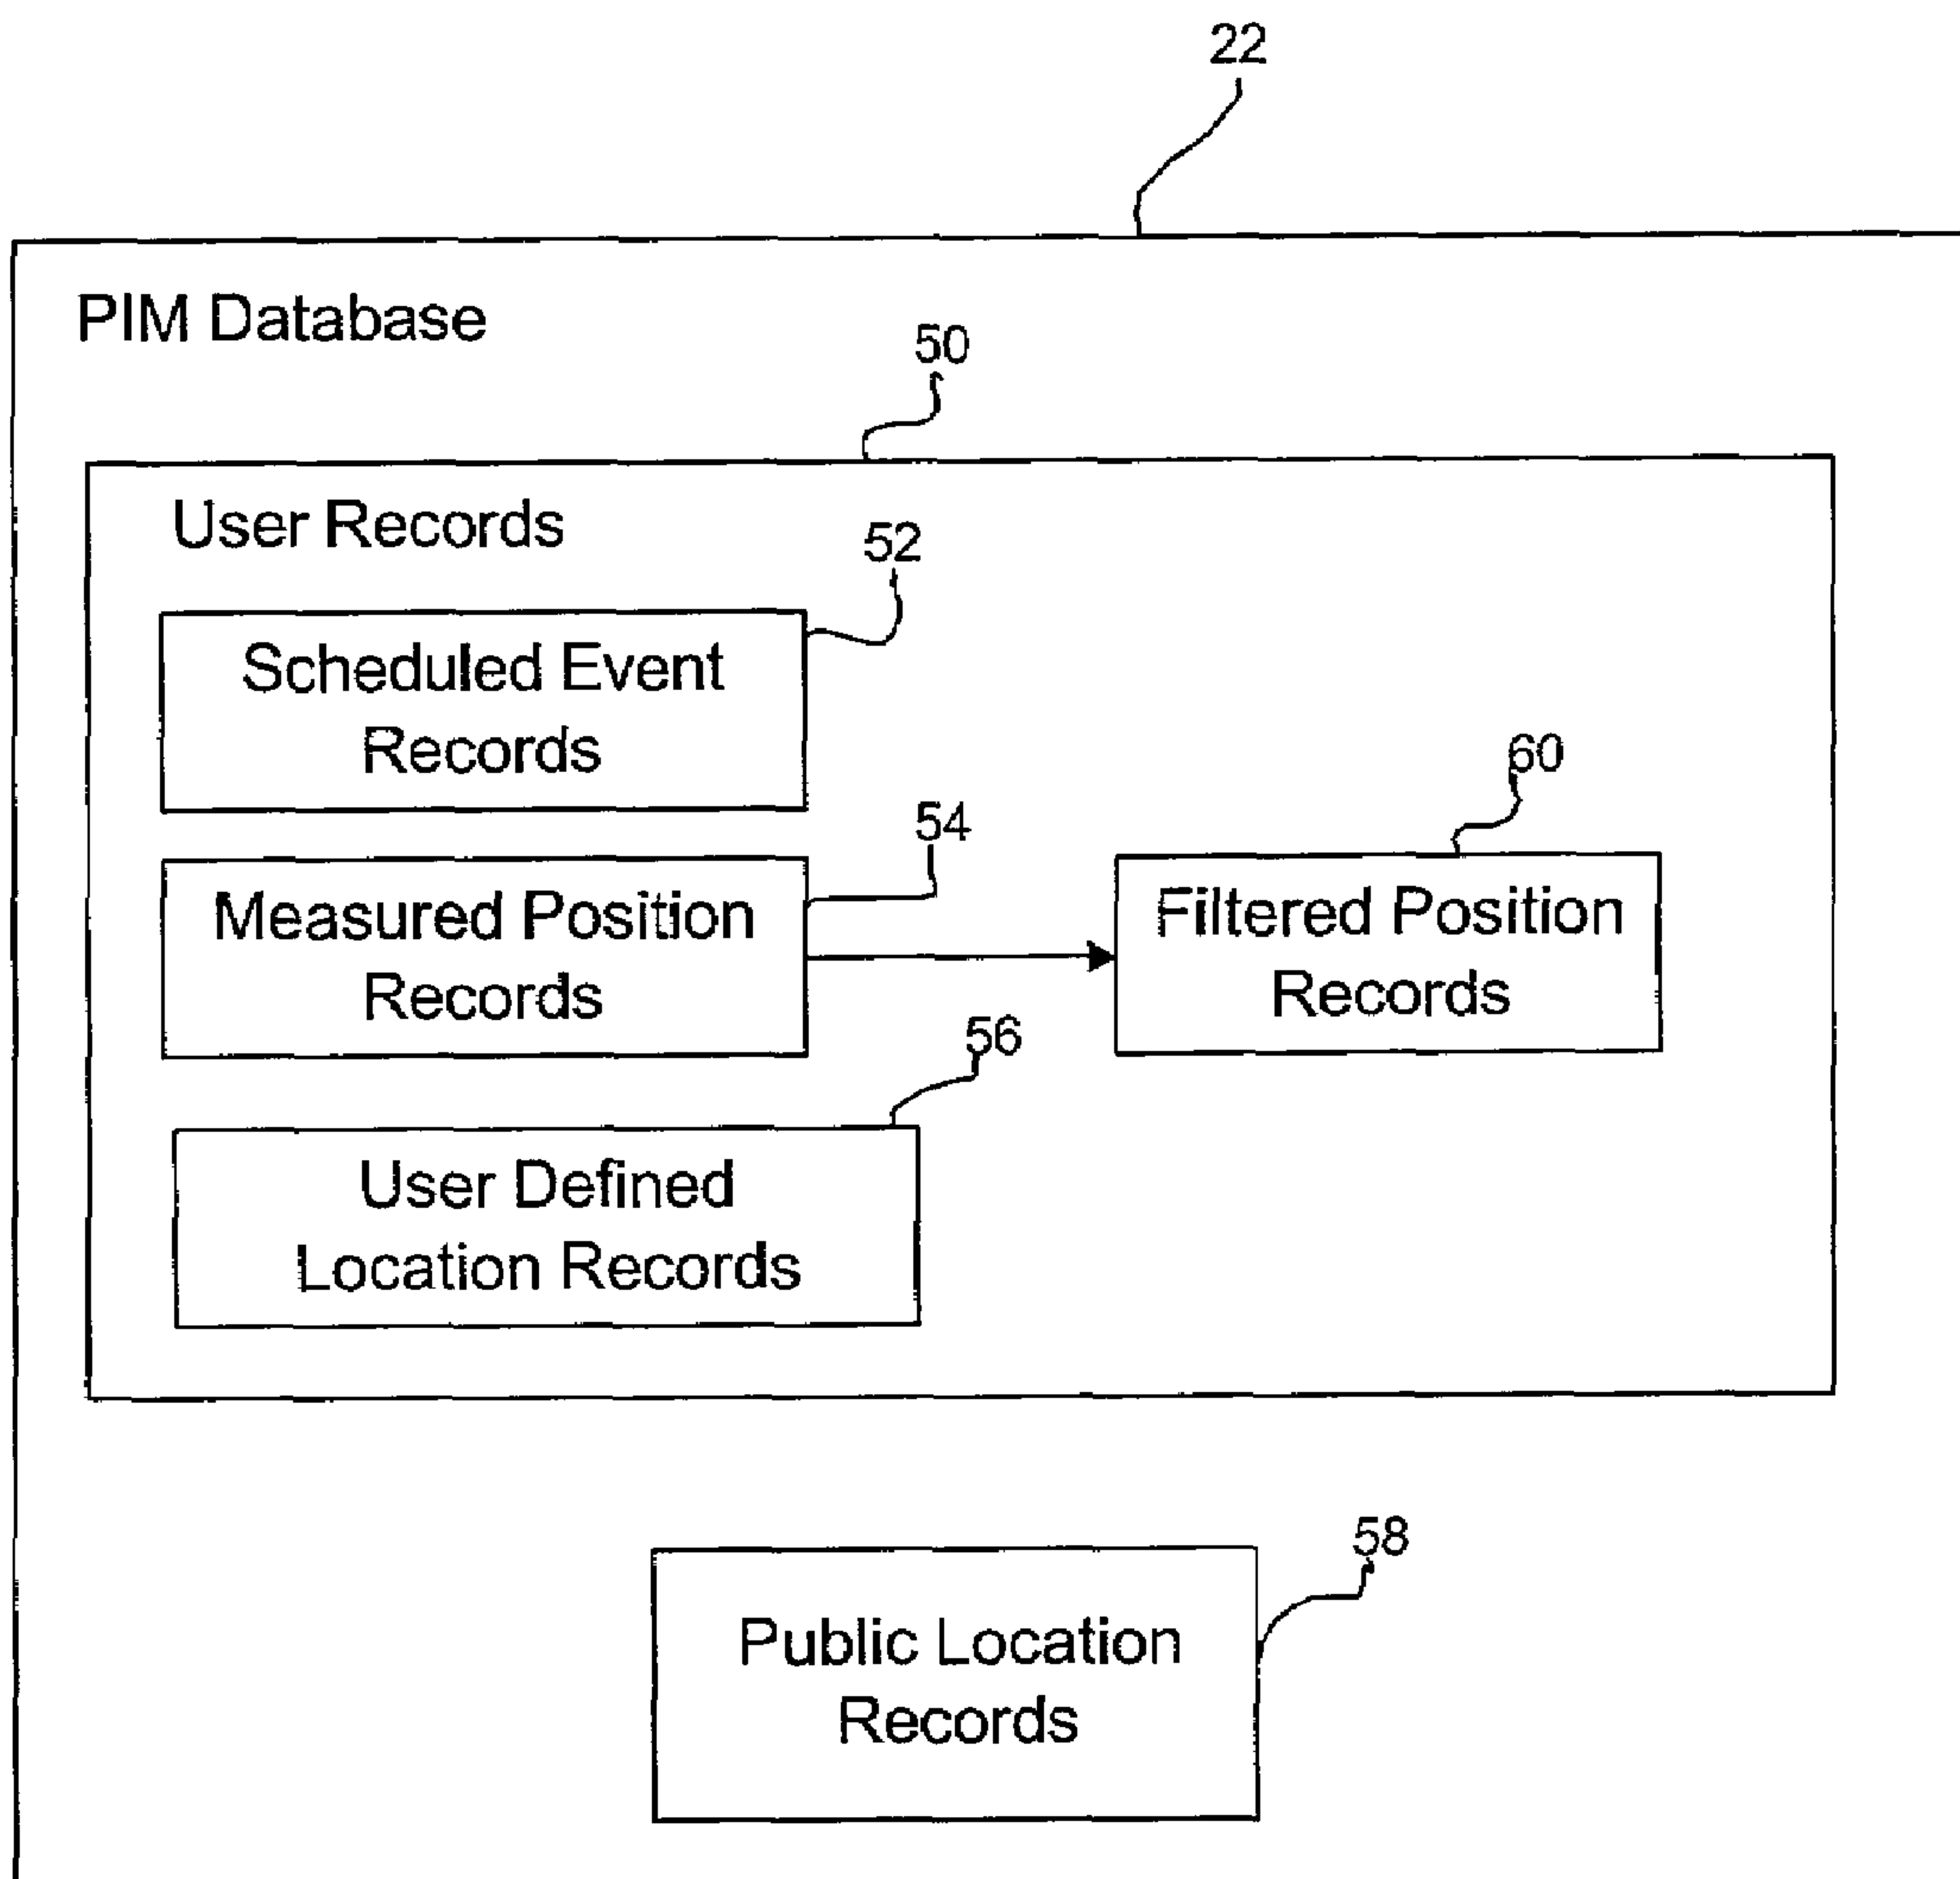 22
PIM Database
50
User Records
52
Scheduled Event
Records
60
54
Measured Position
Records
Filtered Position
Records
56
User Defined
Location Records
58
Public Location
Records